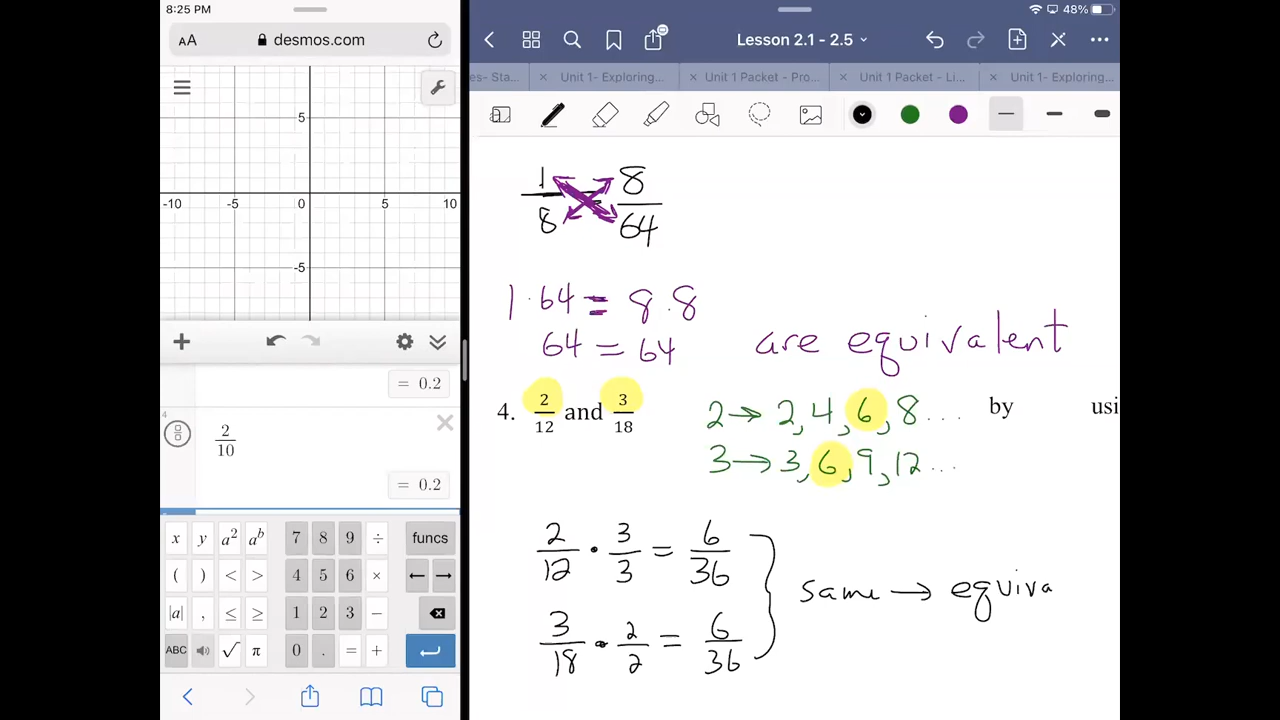 8:25 PM
AA desmos.com
5
-10 -5 0 5 10
-5
= 0.2
4
2
10
= 0.2
x y a² aᵇ 7 8 9 ÷ funcs
( ) < > 4 5 6 × ← →
|a| , ≤ ≥ 1 2 3 −
ABC √ π 0 . = +
48%
Lesson 2.1 - 2.5
es- Sta... × Unit 1- Exploring... × Unit 1 Packet - Pro... × Unit 1 Packet - Li... × Unit 1- Exploring...
1/8 = 8/64
1·64 = 8·8
64 = 64 are equivalent
4. 2/12 and 3/18 by usi
2 → 2, 4, 6, 8 ...
3 → 3, 6, 9, 12 ...
2/12 · 3/3 = 6/36
same → equiva
3/18 · 2/2 = 6/36